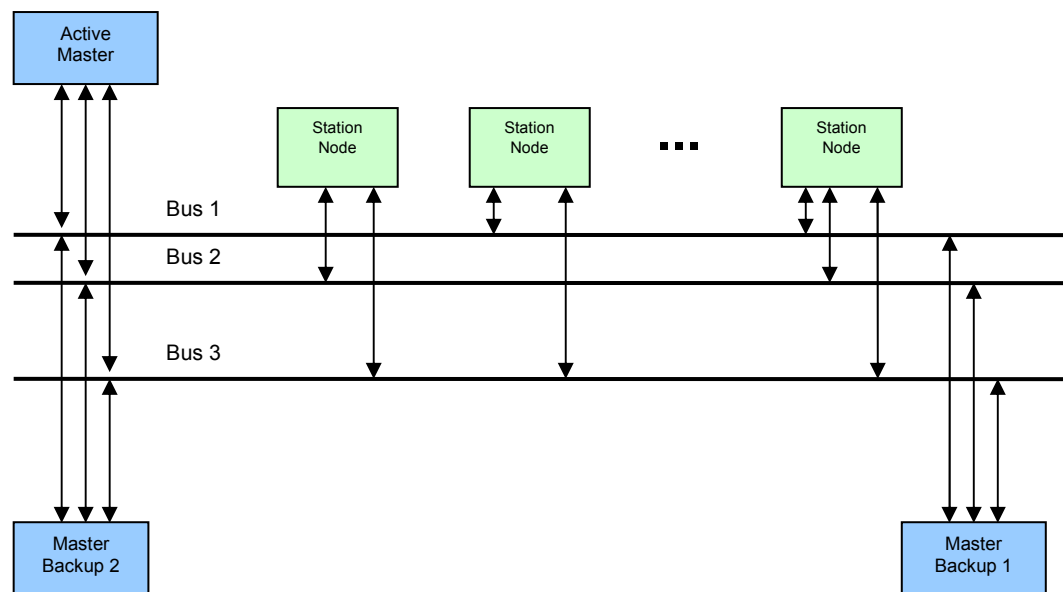 Active
Master
Station
Node
Station
Node
...
Station
Node
Bus 1
Bus 2
Bus 3
Master
Backup 2
Master
Backup 1